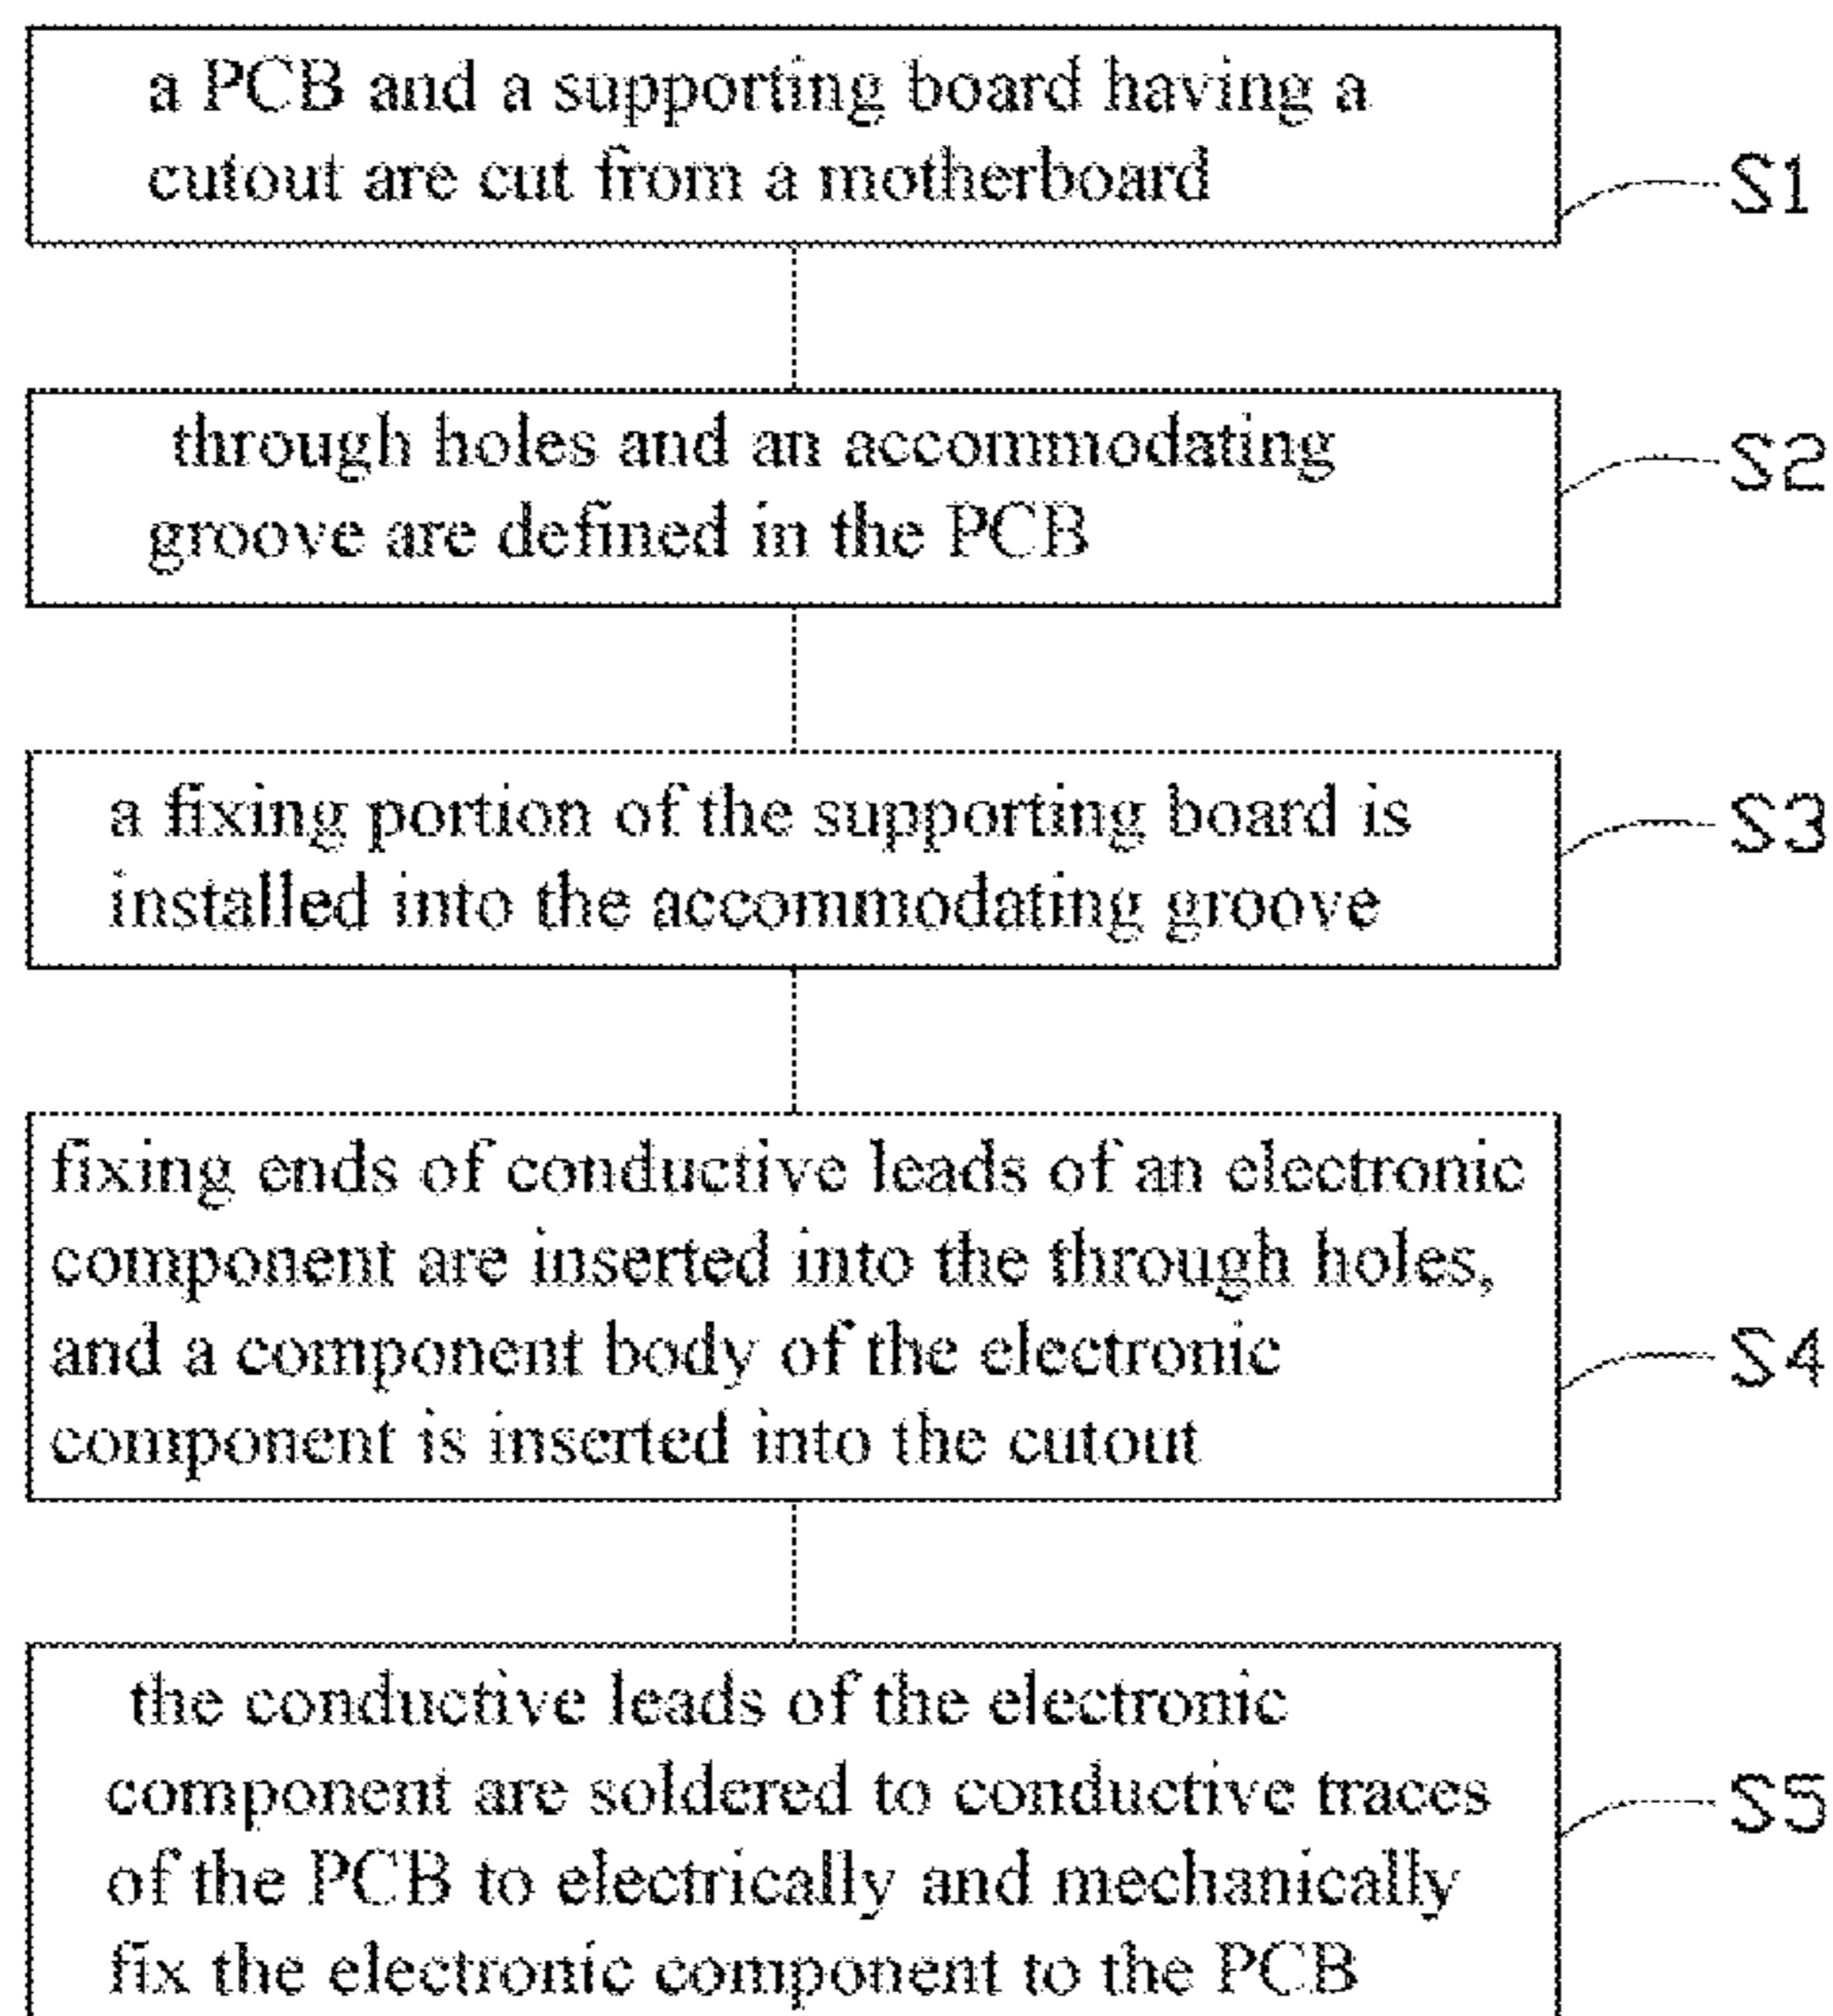 a PCB and a supporting board having a
cutout are cut from a motherboard
S1
through holes and an accommodating
groove are defined in the PCB
S2
a fixing portion of the supporting board is
installed into the accommodating groove
S3
fixing ends of conductive leads of an electronic
component are inserted into the through holes,
and a component body of the electronic
component is inserted into the cutout
S4
the conductive leads of the electronic
component are soldered to conductive traces
of the PCB to electrically and mechanically
fix the electronic component to the PCB
S5